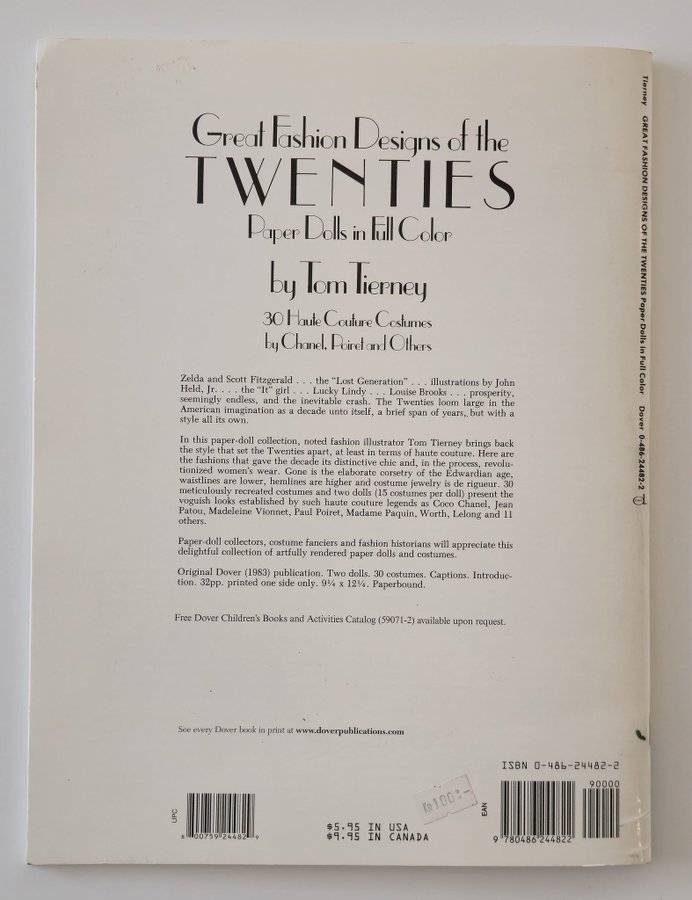 Great Fashion Designs of the
TWENTIES
Paper Dolls in Full Color
by Tom Tierney
30 Haute Couture Costumes
by Chanel, Poiret and Others
Zelda and Scott Fitzgerald . . . the "Lost Generation" . . . illustrations by John
Held, Jr. . . . the "It" girl . . . Lucky Lindy . . . Louise Brooks . . . prosperity,
seemingly endless, and the inevitable crash. The Twenties loom large in the
American imagination as a decade unto itself, a brief span of years, but with a
style all its own.
In this paper-doll collection, noted fashion illustrator Tom Tierney brings back
the style that set the Twenties apart, at least in terms of haute couture. Here are
the fashions that gave the decade its distinctive chic and, in the process, revolu-
tionized women's wear. Gone is the elaborate corsetry of the Edwardian age,
waistlines are lower, hemlines are higher and costume jewelry is de rigueur. 30
meticulously recreated costumes and two dolls (15 costumes per doll) present the
voguish looks established by such haute couture legends as Coco Chanel, Jean
Patou, Madeleine Vionnet, Paul Poiret, Madame Paquin, Worth, Lelong and 11
others.
Paper-doll collectors, costume fanciers and fashion historians will appreciate this
delightful collection of artfully rendered paper dolls and costumes.
Original Dover (1983) publication. Two dolls. 30 costumes. Captions. Introduc-
tion. 32pp. printed one side only. 9¼ x 12¼. Paperbound.
Free Dover Children's Books and Activities Catalog (59071-2) available upon request.
See every Dover book in print at www.doverpublications.com
ISBN 0-486-24482-2
90000
EAN
9 780486 244822
Kr100:-
$5.95 IN USA
$9.95 IN CANADA
UPC
8 00759 24482 9
Tierney GREAT FASHION DESIGNS OF THE TWENTIES Paper Dolls in Full Color Dover 0-486-24482-2